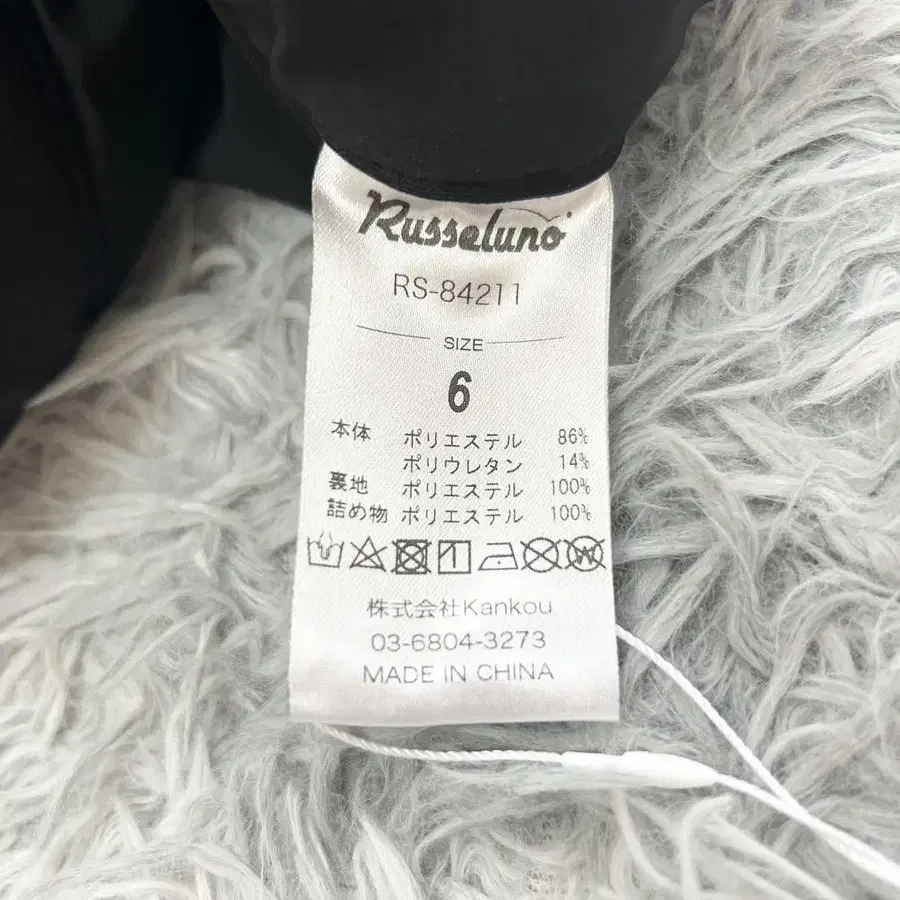 Russeluno
RS-84211
SIZE
6
本体 ポリエステル 86%
ポリウレタン 14%
裏地 ポリエステル 100%
詰め物 ポリエステル 100%
株式会社Kankou
03-6804-3273
MADE IN CHINA